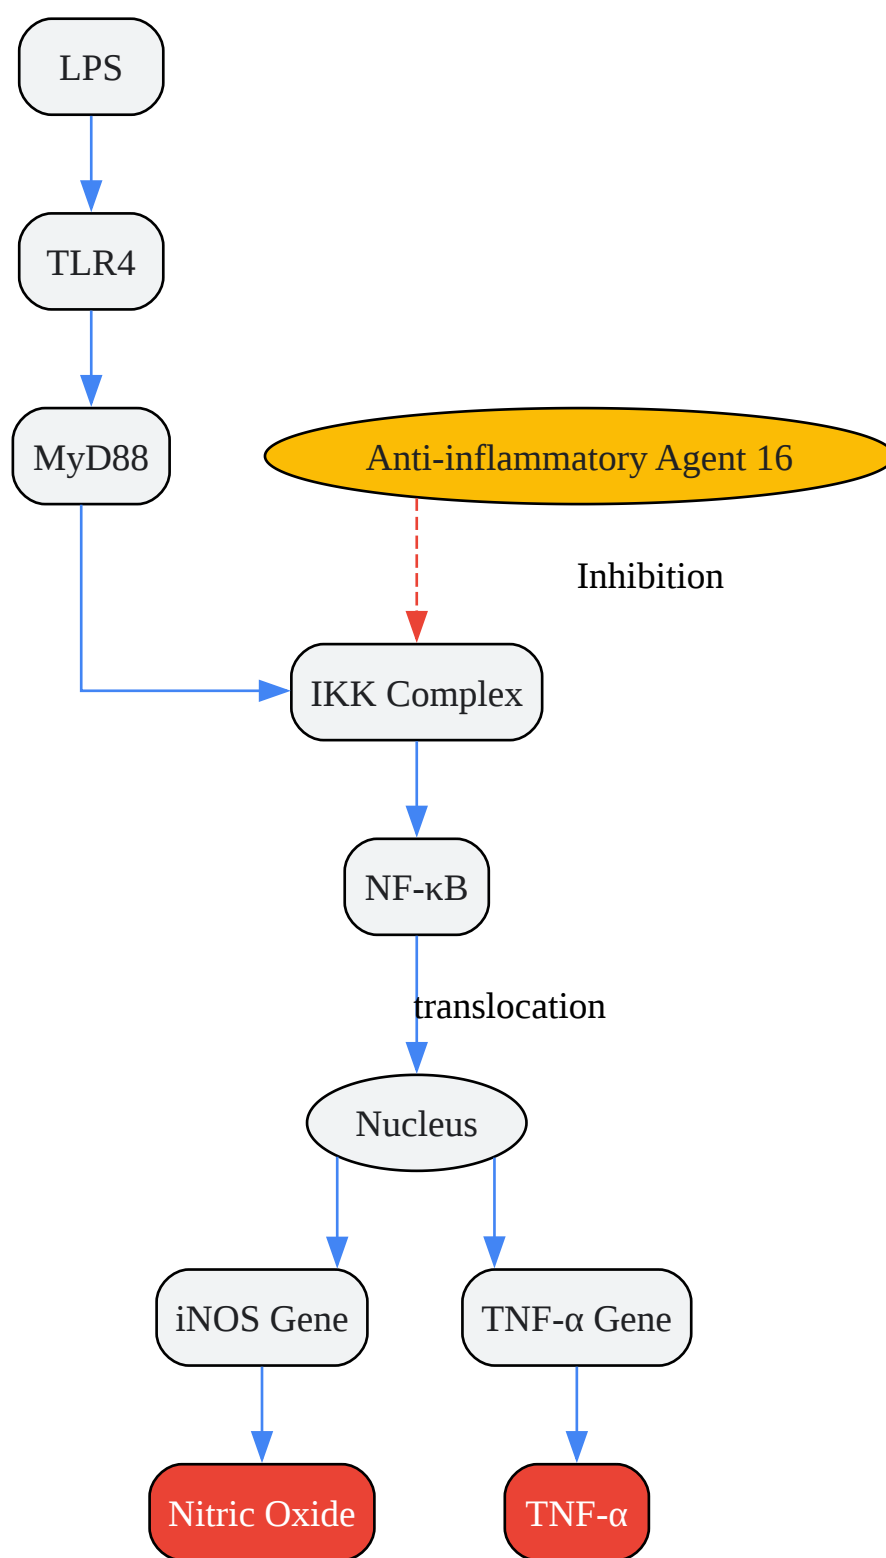 LPS
TLR4
MyD88
Anti-inflammatory Agent 16
Inhibition
IKK Complex
NF-κB
translocation
Nucleus
iNOS Gene
TNF-α Gene
Nitric Oxide
TNF-α